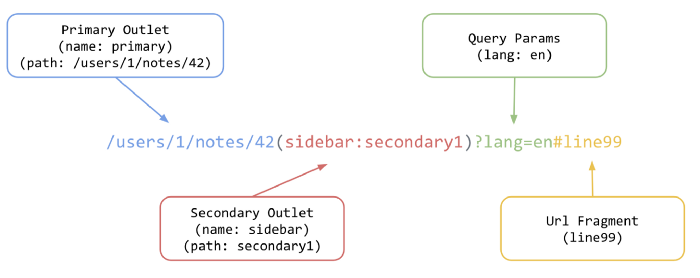 Primary Outlet
(name: primary)
(path: /users/1/notes/42)
Query Params
(lang: en)
/users/1/notes/42(sidebar:secondary1)?lang=en#line99
Secondary Outlet
(name: sidebar)
(path: secondary1)
Url Fragment
(line99)